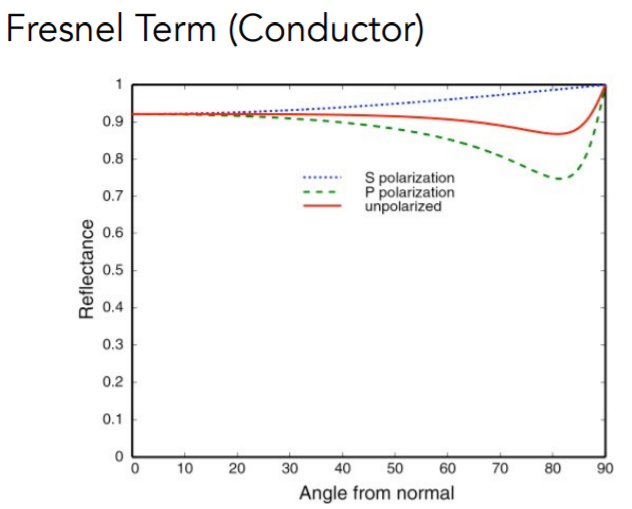 Fresnel Term (Conductor)
1
0.9
0.8
0.7
0.6
0.5
0.4
0.3
0.2
0.1
0
Reflectance
S polarization
P polarization
unpolarized
0 10 20 30 40 50 60 70 80 90
Angle from normal